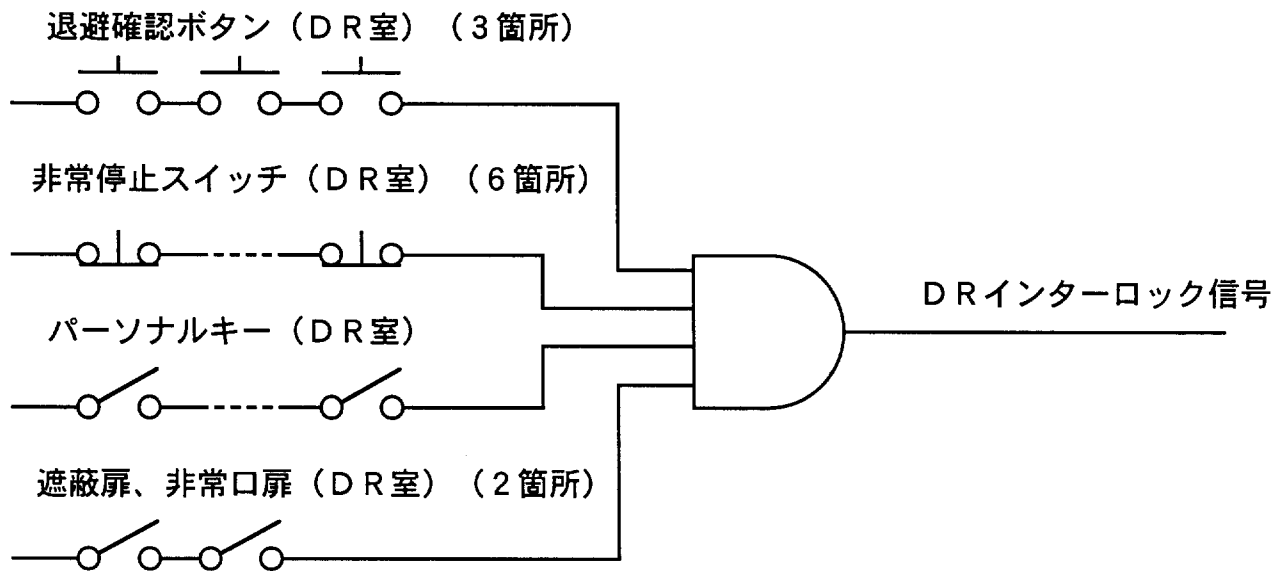 退避確認ボタン（ＤＲ室）（３箇所）
非常停止スイッチ（ＤＲ室）（６箇所）
ＤＲインターロック信号
パーソナルキー（ＤＲ室）
遮蔽扉、非常口扉（ＤＲ室）（２箇所）